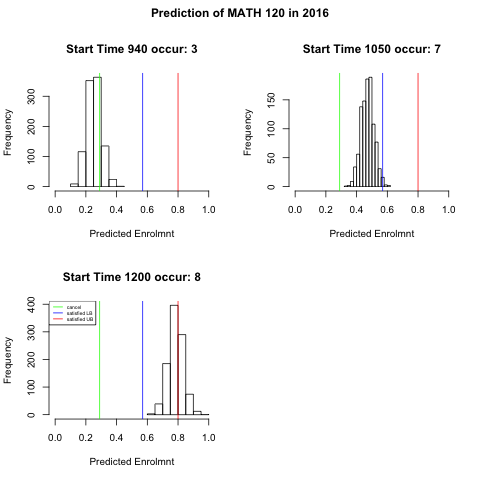 Prediction of MATH 120 in 2016
Start Time 940 occur: 3
Frequency
0 100 200 300
0.0 0.2 0.4 0.6 0.8 1.0
Predicted Enrolmnt
Start Time 1050 occur: 7
Frequency
0 50 150
0.0 0.2 0.4 0.6 0.8 1.0
Predicted Enrolmnt
Start Time 1200 occur: 8
cancel
satisfied LB
satisfied UB
Frequency
0 100 200 300 400
0.0 0.2 0.4 0.6 0.8 1.0
Predicted Enrolmnt